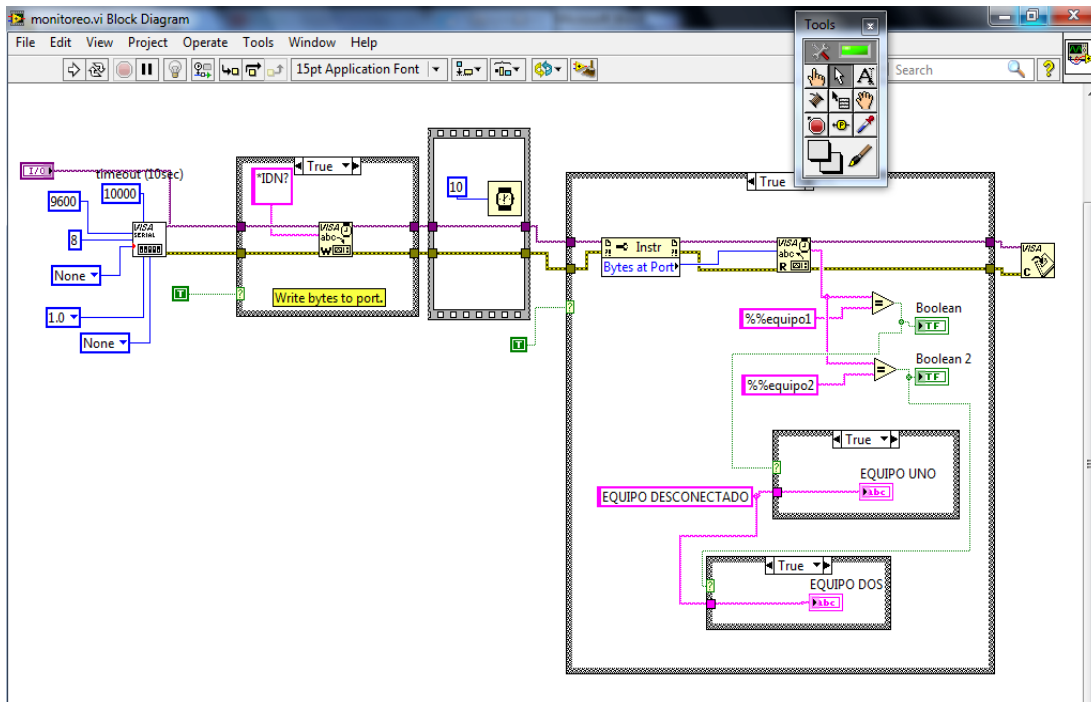 monitoreo.vi Block Diagram
File Edit View Project Operate Tools Window Help
15pt Application Font
Search
Tools
I/O
timeout (10sec)
10000
9600
8
None
1.0
None
VISA
SERIAL
True
*IDN?
VISA
abc
W
Write bytes to port.
T
10
T
True
Instr
Bytes at Port
VISA
abc
R
VISA
C
%%equipo1
=
Boolean
TF
%%equipo2
=
Boolean 2
TF
True
EQUIPO UNO
abc
EQUIPO DESCONECTADO
True
EQUIPO DOS
abc